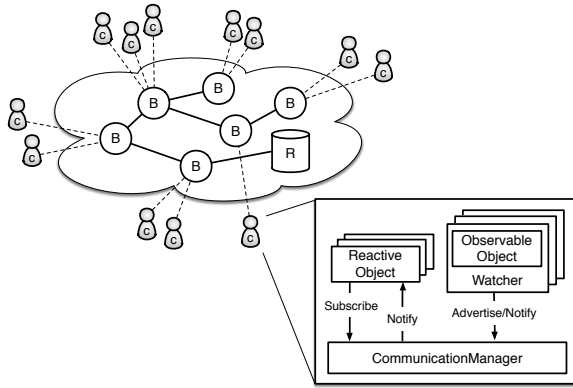 C
C
C
C
C
C
C
B
B
B
C
C
B
B
B
R
C
C
C
Reactive
Object
Observable
Object
Watcher
Subscribe
Notify
Advertise/Notify
CommunicationManager